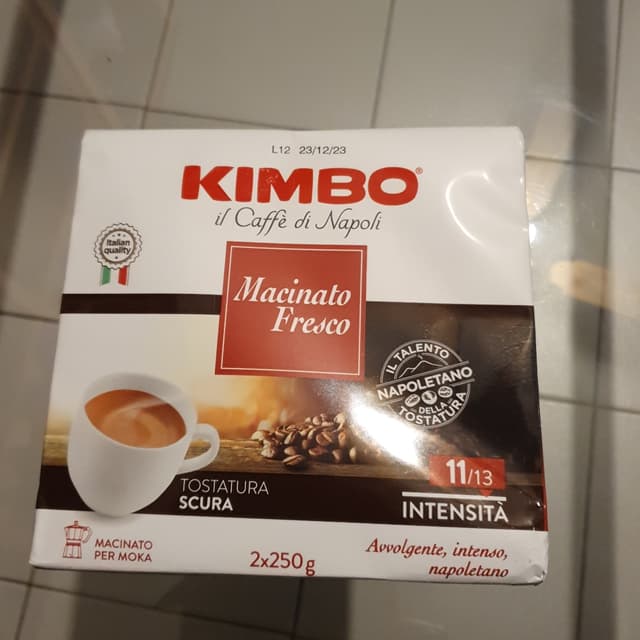 L12 23/12/23
KIMBO®
il Caffè di Napoli
Italian
quality
Macinato
Fresco
IL TALENTO
NAPOLETANO
DELLA
TOSTATURA
11/13
INTENSITÀ
TOSTATURA
SCURA
MACINATO
PER MOKA
2x250g
Avvolgente, intenso,
napoletano